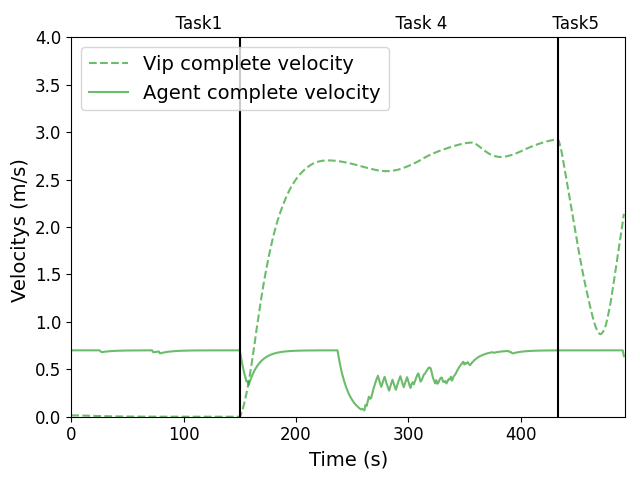 Task1 Task 4 Task5
4.0
Vip complete velocity
3.5
Agent complete velocity
3.0
2.5
2.0
1.5
1.0
0.5
0.0
Velocitys (m/s)
0 100 200 300 400
Time (s)